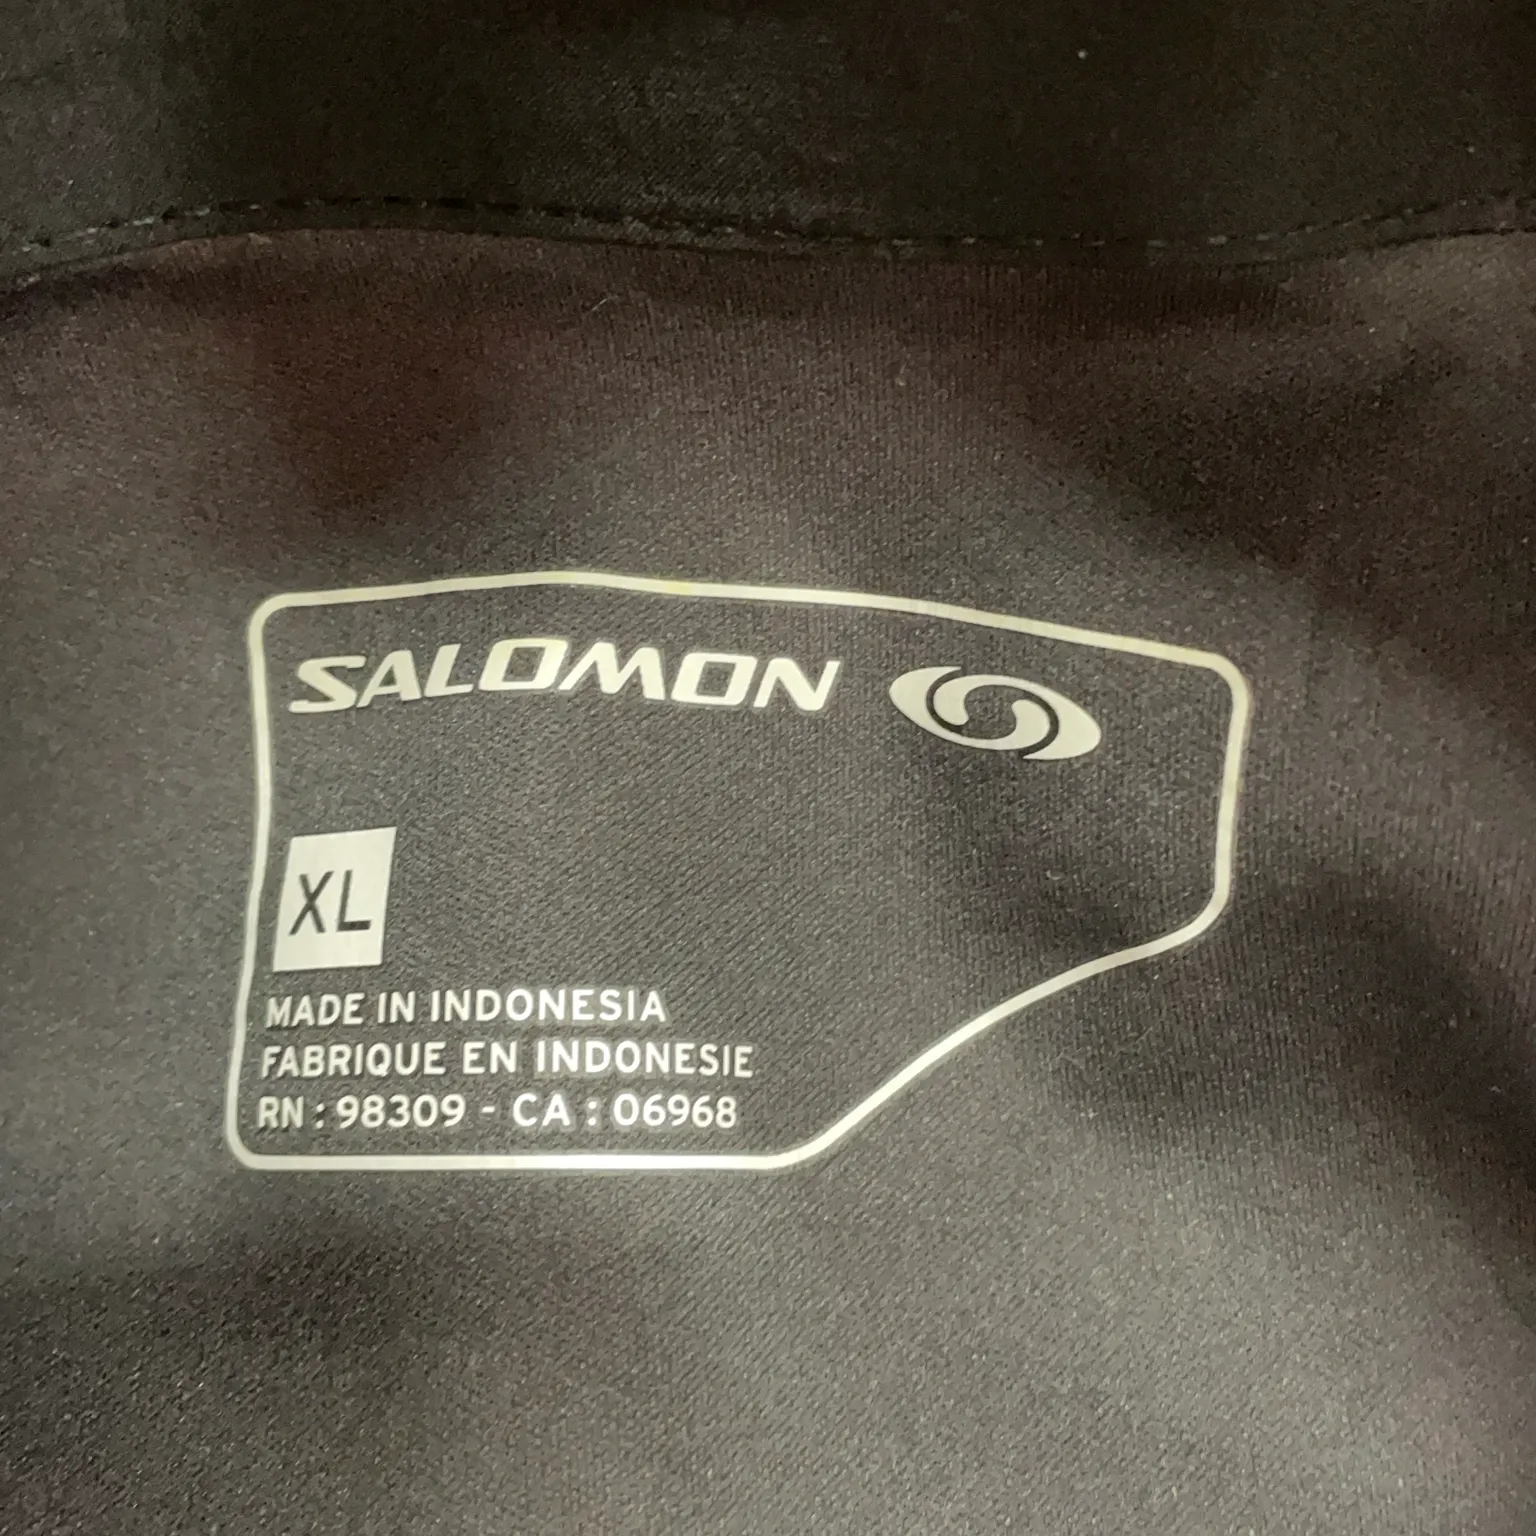 SALOMON
XL
MADE IN INDONESIA
FABRIQUE EN INDONESIE
RN : 98309 - CA : 06968